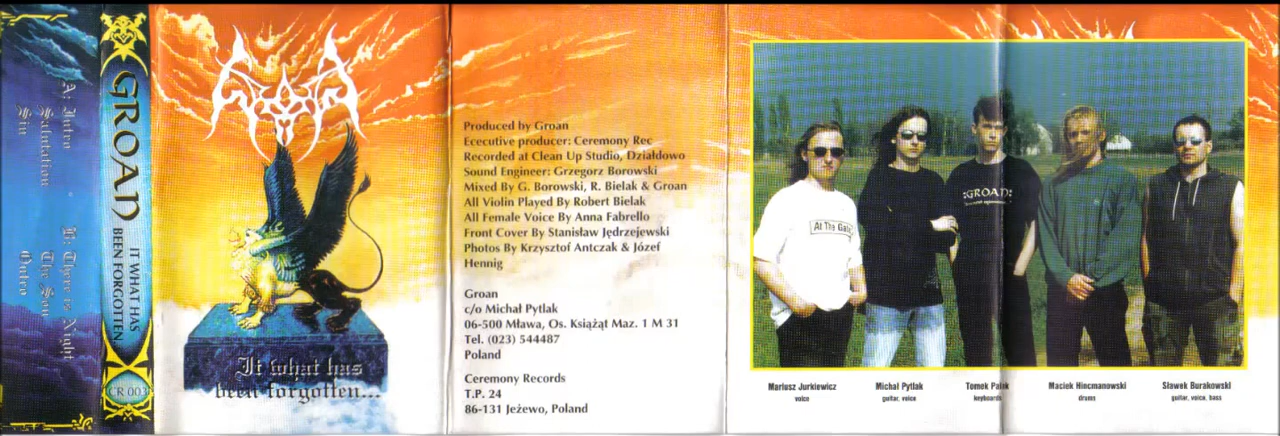 A: Intro
Salutation
Sin
B: There is Night
The Son
Outro
GROAN
IT WHAT HAS
BEEN FORGOTTEN
CR 003
GROAN
It what has
been forgotten...
Produced by Groan
Ececutive producer: Ceremony Rec
Recorded at Clean Up Studio, Działdowo
Sound Engineer: Grzegorz Borowski
Mixed By G. Borowski, R. Bielak & Groan
All Violin Played By Robert Bielak
All Female Voice By Anna Fabrello
Front Cover By Stanisław Jędrzejewski
Photos By Krzysztof Antczak & Józef
Hennig
Groan
c/o Michał Pytlak
06-500 Mława, Os. Książąt Maz. 1 M 31
Tel. (023) 544487
Poland
Ceremony Records
T.P. 24
86-131 Jeżewo, Poland
At The Gates
:GROAN:
Mariusz Jurkiewicz
voice
Michał Pytlak
guitar, voice
Tomek Palak
keyboards
Maciek Hincmanowski
drums
Sławek Burakowski
guitar, voice, bass